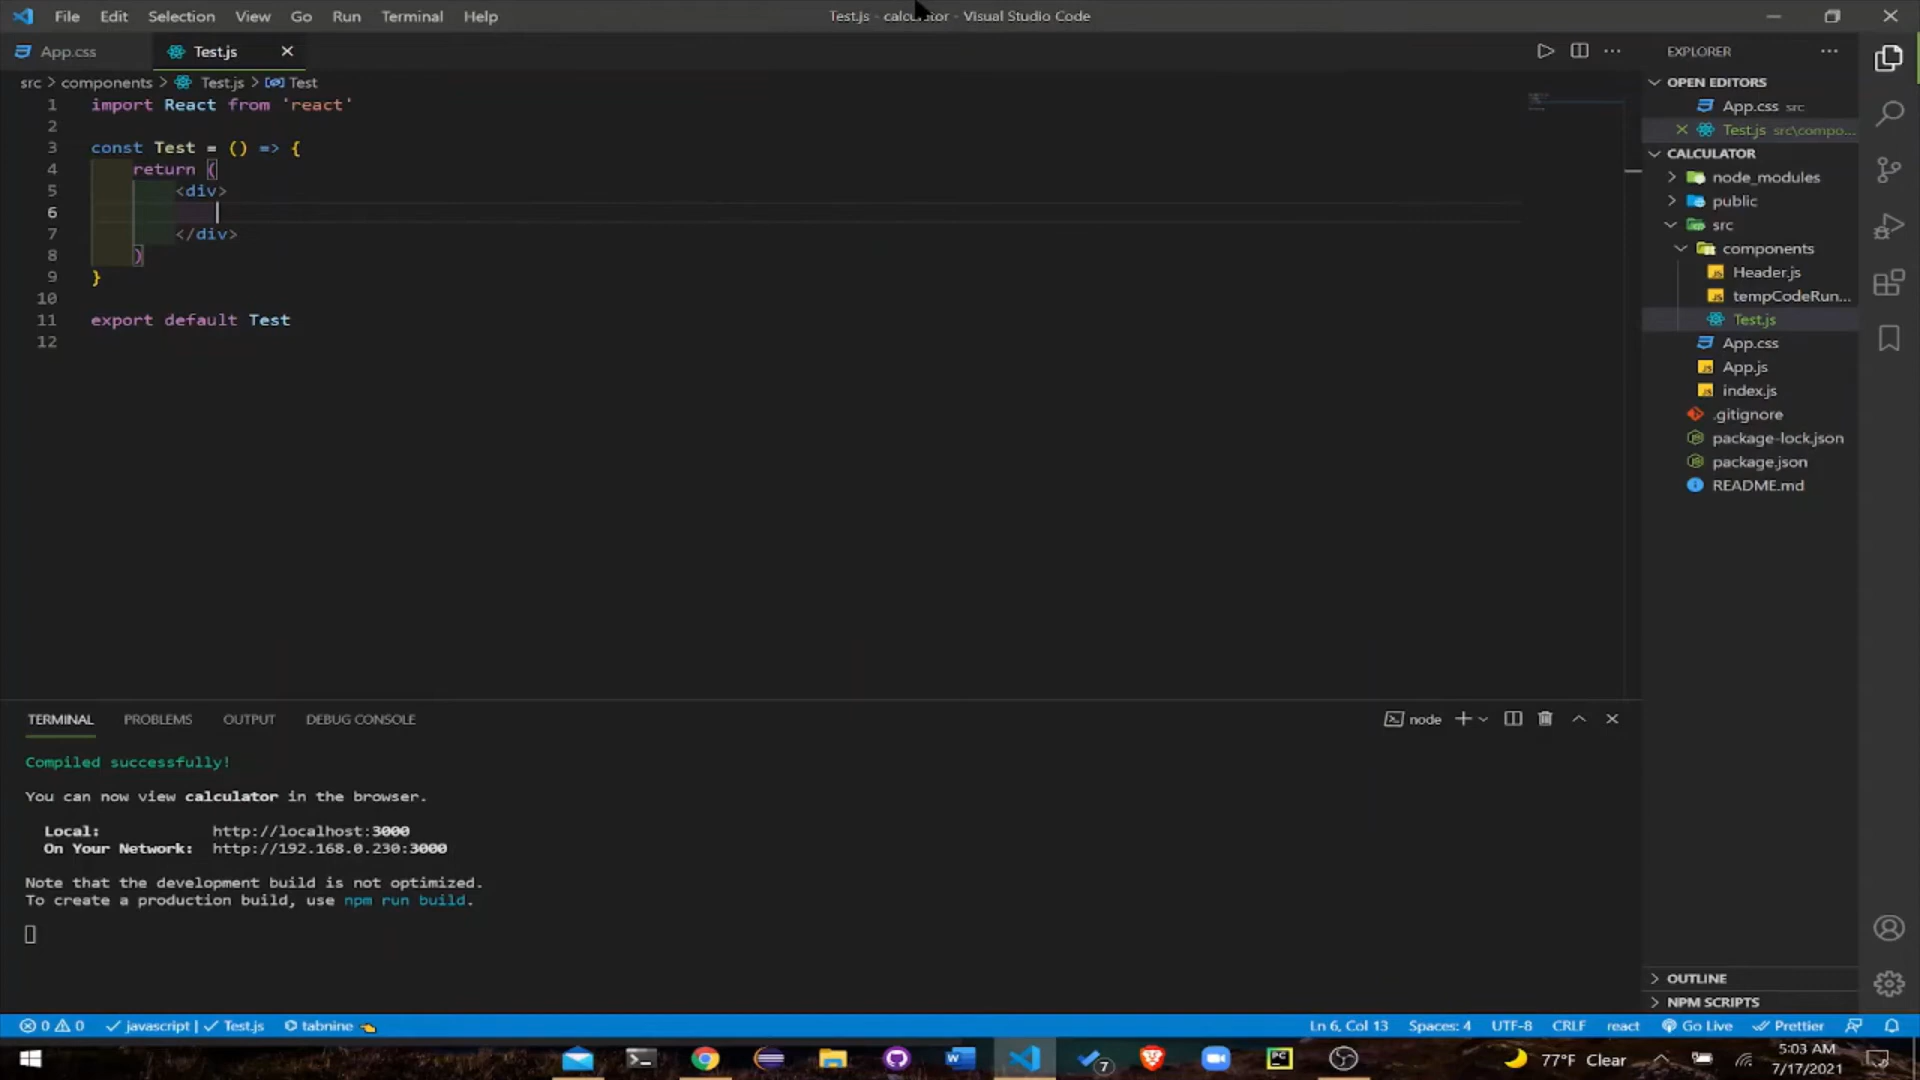 File Edit Selection View Go Run Terminal Help
Test.js - calculator - Visual Studio Code
App.css
Test.js
src > components > Test.js > Test
1 import React from 'react'
2
3 const Test = () => {
4 return (
5 <div>
6
7 </div>
8 )
9 }
10
11 export default Test
12
EXPLORER
OPEN EDITORS
App.css src
Test.js src\compo...
CALCULATOR
node_modules
public
src
components
Header.js
tempCodeRun...
Test.js
App.css
App.js
index.js
.gitignore
package-lock.json
package.json
README.md
OUTLINE
NPM SCRIPTS
TERMINAL PROBLEMS OUTPUT DEBUG CONSOLE
node
Compiled successfully!
You can now view calculator in the browser.
Local: http://localhost:3000
On Your Network: http://192.168.0.230:3000
Note that the development build is not optimized.
To create a production build, use npm run build.
0 0 javascript | Test.js tabnine
Ln 6, Col 13 Spaces: 4 UTF-8 CRLF react Go Live Prettier
7
PC
77°F Clear
5:03 AM
7/17/2021